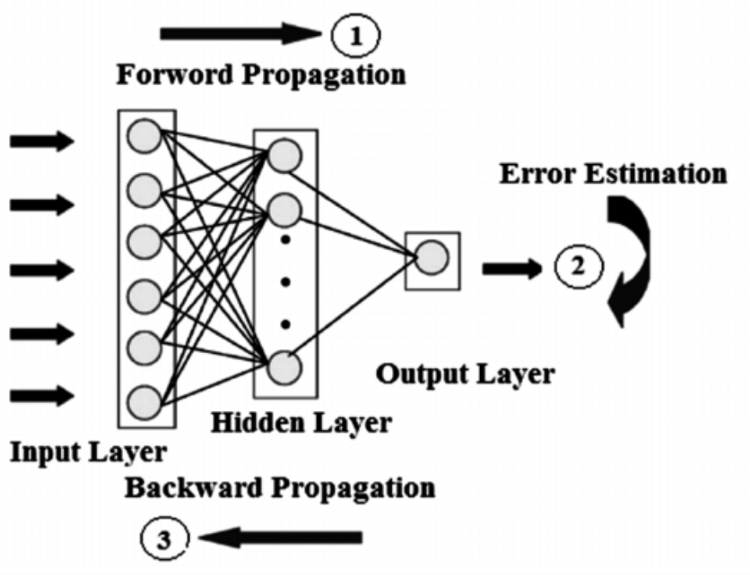 1
Forword Propagation
Error Estimation
2
Output Layer
Hidden Layer
Input Layer
Backward Propagation
3